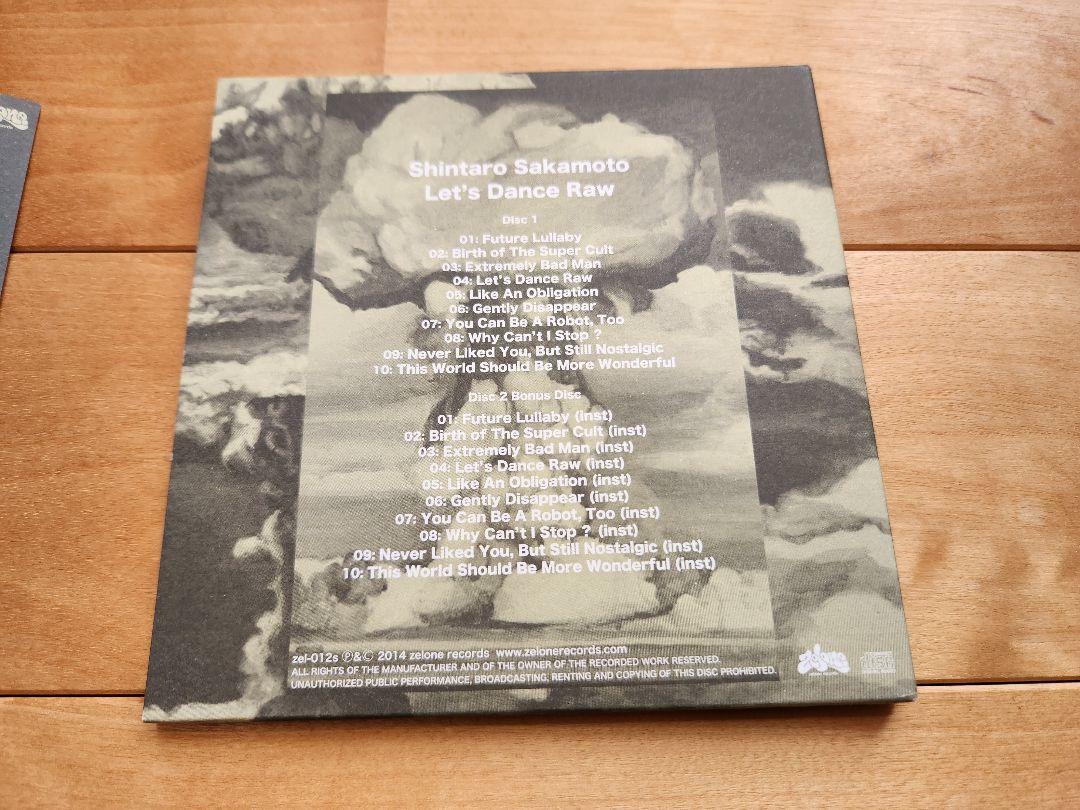 Shintaro Sakamoto
Let's Dance Raw
Disc 1
01: Future Lullaby
02: Birth of The Super Cult
03: Extremely Bad Man
04: Let's Dance Raw
05: Like An Obligation
06: Gently Disappear
07: You Can Be A Robot, Too
08: Why Can't I Stop ?
09: Never Liked You, But Still Nostalgic
10: This World Should Be More Wonderful
Disc 2 Bonus Disc
01: Future Lullaby (inst)
02: Birth of The Super Cult (inst)
03: Extremely Bad Man (inst)
04: Let's Dance Raw (inst)
05: Like An Obligation (inst)
06: Gently Disappear (inst)
07: You Can Be A Robot, Too (inst)
08: Why Can't I Stop ? (inst)
09: Never Liked You, But Still Nostalgic (inst)
10: This World Should Be More Wonderful (inst)
zel-012s ℗&© 2014 zelone records www.zelonerecords.com
ALL RIGHTS OF THE MANUFACTURER AND OF THE OWNER OF THE RECORDED WORK RESERVED.
UNAUTHORIZED PUBLIC PERFORMANCE, BROADCASTING, RENTING AND COPYING OF THIS DISC PROHIBITED.